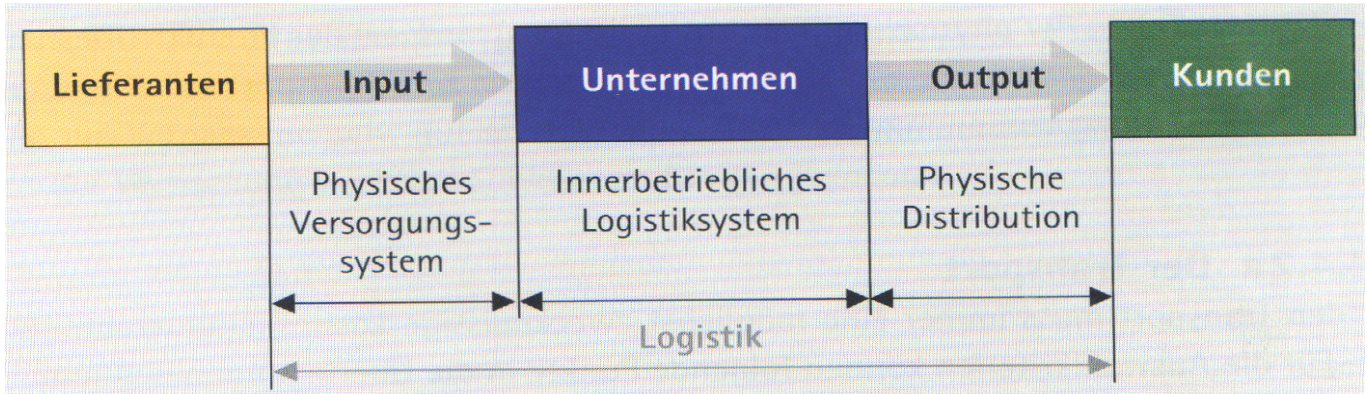 Lieferanten
Input
Unternehmen
Output
Kunden
Physisches
Versorgungs-
system
Innerbetriebliches
Logistiksystem
Physische
Distribution
Logistik